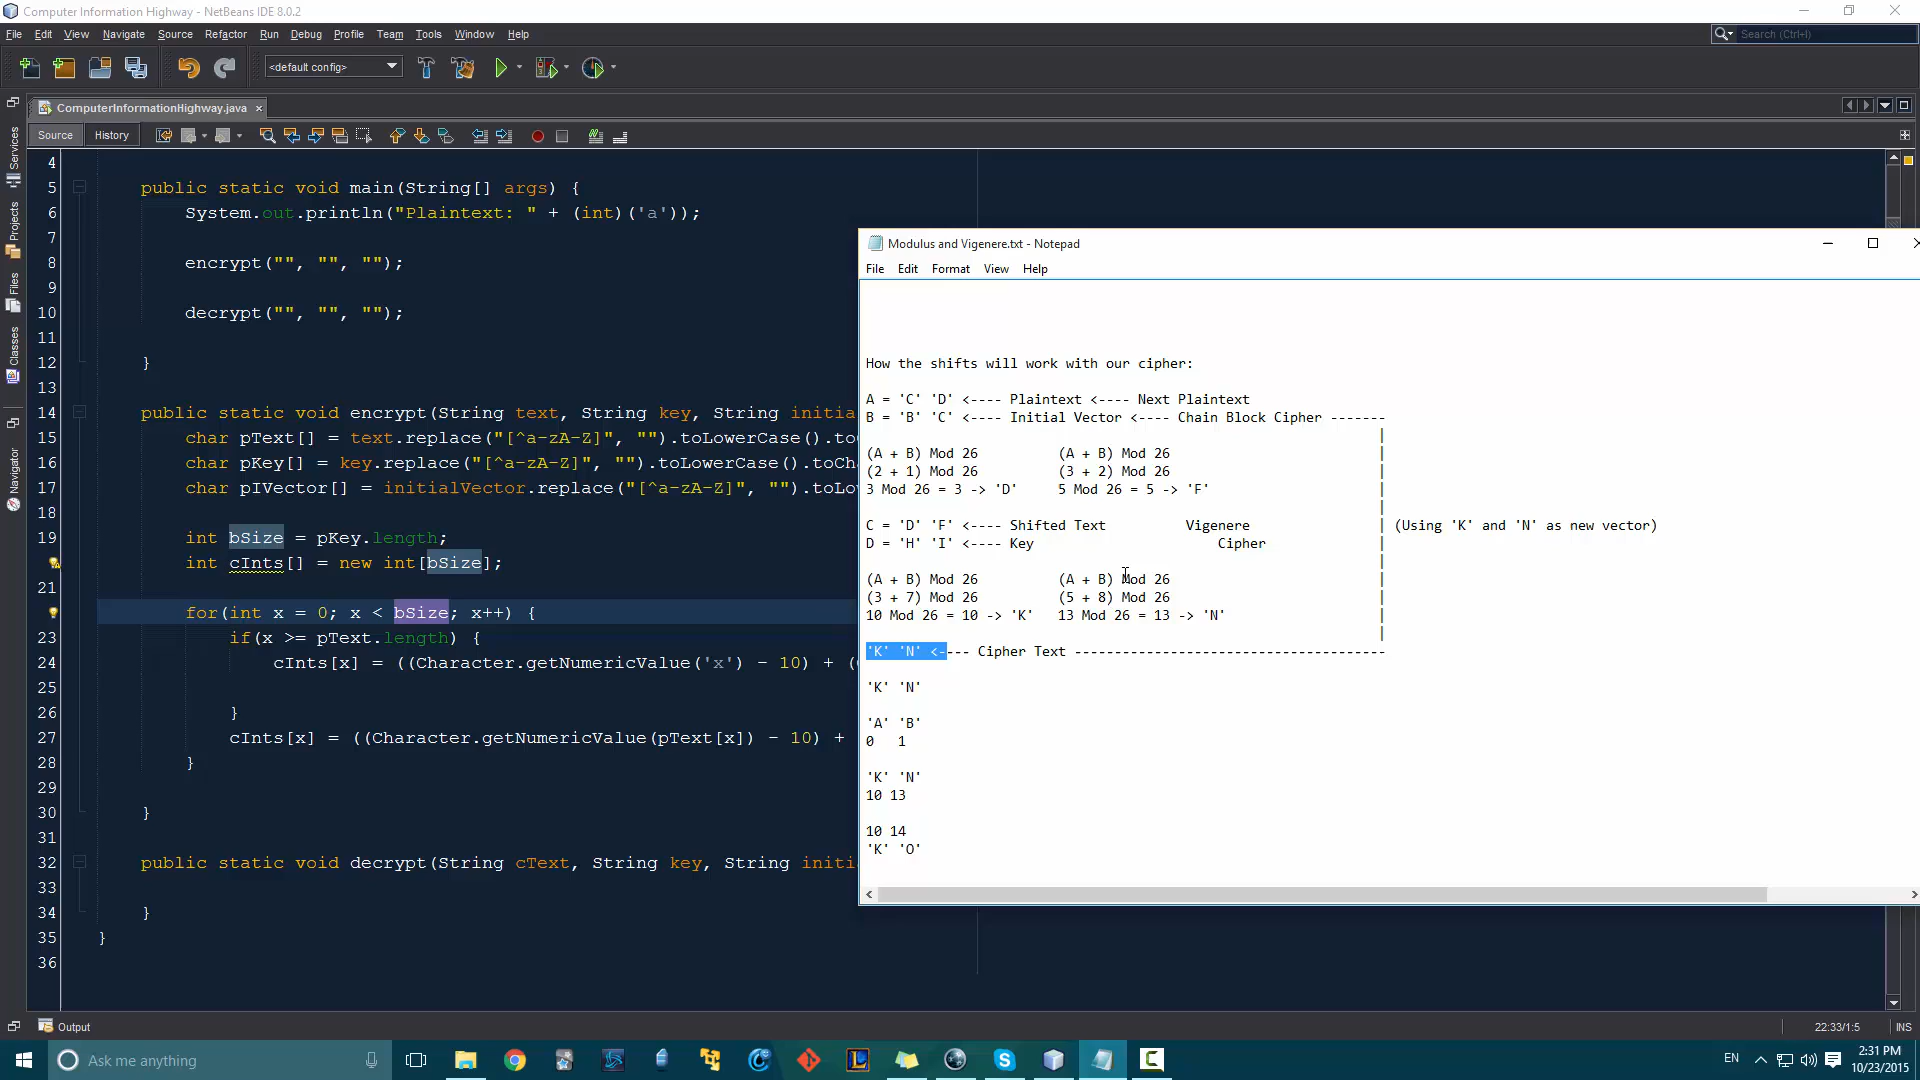 Computer Information Highway - NetBeans IDE 8.0.2
File Edit View Navigate Source Refactor Run Debug Profile Team Tools Window Help
Search (Ctrl+I)
<default config>
ComputerInformationHighway.java
Source History
Services
Projects
Files
Classes
Navigator
4
5 public static void main(String[] args) {
6 System.out.println("Plaintext: " + (int)('a'));
7
8 encrypt("", "", "");
9
10 decrypt("", "", "");
11
12 }
13
14 public static void encrypt(String text, String key, String initia
15 char pText[] = text.replace("[^a-zA-Z]", "").toLowerCase().to
16 char pKey[] = key.replace("[^a-zA-Z]", "").toLowerCase().toCh
17 char pIVector[] = initialVector.replace("[^a-zA-Z]", "").toLo
18
19 int bSize = pKey.length;
int cInts[] = new int[bSize];
21
for(int x = 0; x < bSize; x++) {
23 if(x >= pText.length) {
24 cInts[x] = ((Character.getNumericValue('x') - 10) + (
25
26 }
27 cInts[x] = ((Character.getNumericValue(pText[x]) - 10) +
28 }
29
30 }
31
32 public static void decrypt(String cText, String key, String initi
33
34 }
35 }
36
Modulus and Vigenere.txt - Notepad
File Edit Format View Help
How the shifts will work with our cipher:
A = 'C' 'D' <---- Plaintext <---- Next Plaintext
B = 'B' 'C' <---- Initial Vector <---- Chain Block Cipher -------
|
(A + B) Mod 26 (A + B) Mod 26 |
(2 + 1) Mod 26 (3 + 2) Mod 26 |
3 Mod 26 = 3 -> 'D' 5 Mod 26 = 5 -> 'F' |
|
C = 'D' 'F' <---- Shifted Text Vigenere | (Using 'K' and 'N' as new vector)
D = 'H' 'I' <---- Key Cipher |
|
(A + B) Mod 26 (A + B) Mod 26 |
(3 + 7) Mod 26 (5 + 8) Mod 26 |
10 Mod 26 = 10 -> 'K' 13 Mod 26 = 13 -> 'N' |
|
'K' 'N' <---- Cipher Text ---------------------------------------
'K' 'N'
'A' 'B'
0 1
'K' 'N'
10 13
10 14
'K' 'O'
Output
22:33/1:5 INS
Ask me anything
EN
2:31 PM
10/23/2015